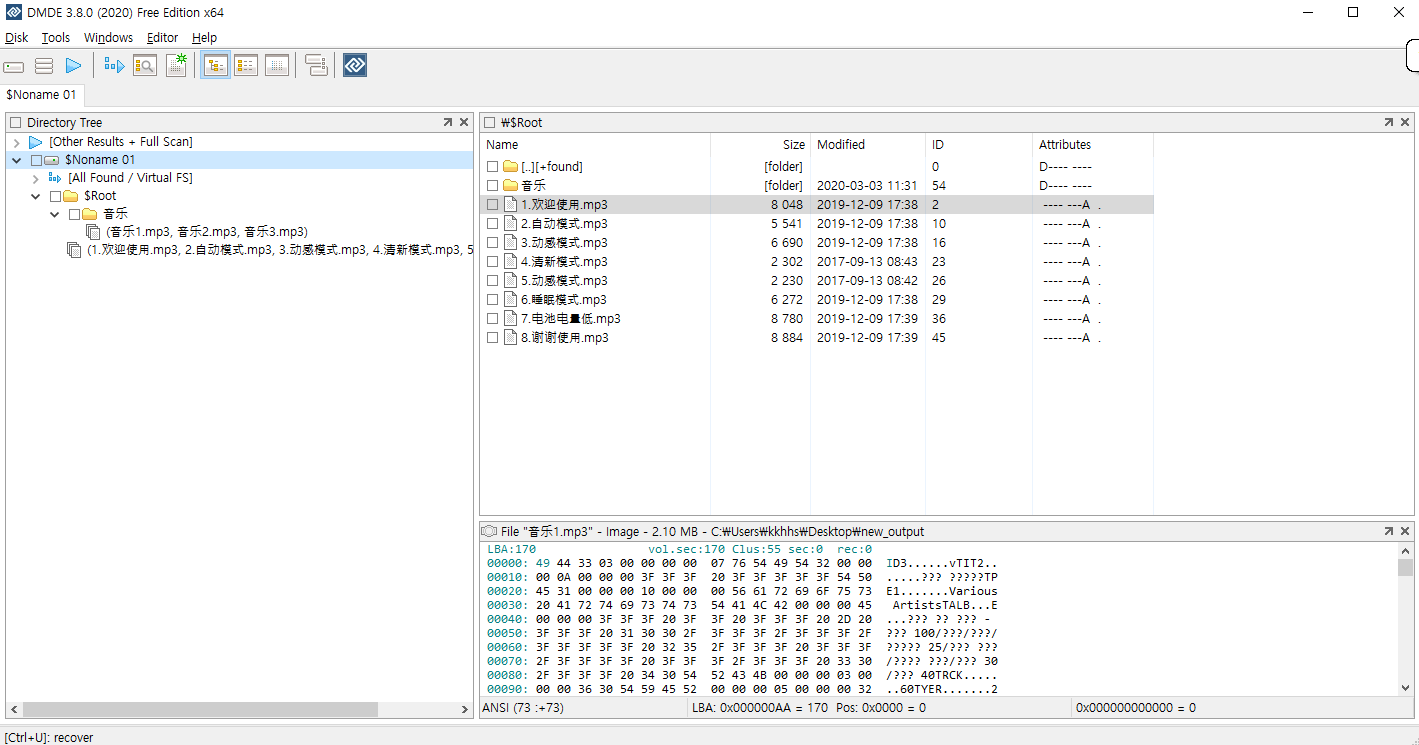 DMDE 3.8.0 (2020) Free Edition x64
Disk Tools Windows Editor Help
$Noname 01
Directory Tree
[Other Results + Full Scan]
$Noname 01
[All Found / Virtual FS]
$Root
音乐
(音乐1.mp3, 音乐2.mp3, 音乐3.mp3)
(1.欢迎使用.mp3, 2.自动模式.mp3, 3.动感模式.mp3, 4.清新模式.mp3, 5
₩$Root
Name Size Modified ID Attributes
[..][+found] [folder] 0 D---- ----
音乐 [folder] 2020-03-03 11:31 54 D---- ----
1.欢迎使用.mp3 8 048 2019-12-09 17:38 2 ---- ---A .
2.自动模式.mp3 5 541 2019-12-09 17:38 10 ---- ---A .
3.动感模式.mp3 6 690 2019-12-09 17:38 16 ---- ---A .
4.清新模式.mp3 2 302 2017-09-13 08:43 23 ---- ---A .
5.动感模式.mp3 2 230 2017-09-13 08:42 26 ---- ---A .
6.睡眠模式.mp3 6 272 2019-12-09 17:38 29 ---- ---A .
7.电池电量低.mp3 8 780 2019-12-09 17:39 36 ---- ---A .
8.谢谢使用.mp3 8 884 2019-12-09 17:39 45 ---- ---A .
File "音乐1.mp3" - Image - 2.10 MB - C:₩Users₩kkhhs₩Desktop₩new_output
LBA:170 vol.sec:170 Clus:55 sec:0 rec:0
00000: 49 44 33 03 00 00 00 00 07 76 54 49 54 32 00 00 ID3......vTIT2..
00010: 00 0A 00 00 00 3F 3F 3F 20 3F 3F 3F 3F 3F 54 50 .....??? ?????TP
00020: 45 31 00 00 00 10 00 00 00 56 61 72 69 6F 75 73 E1.......Various
00030: 20 41 72 74 69 73 74 73 54 41 4C 42 00 00 00 45 ArtistsTALB...E
00040: 00 00 00 3F 3F 3F 20 3F 3F 20 3F 3F 3F 20 2D 20 ...??? ?? ??? -
00050: 3F 3F 3F 20 31 30 30 2F 3F 3F 3F 2F 3F 3F 3F 2F ??? 100/???/???/
00060: 3F 3F 3F 3F 3F 20 32 35 2F 3F 3F 3F 20 3F 3F 3F ????? 25/??? ???
00070: 2F 3F 3F 3F 3F 20 3F 3F 3F 2F 3F 3F 3F 20 33 30 /???? ???/??? 30
00080: 2F 3F 3F 3F 20 34 30 54 52 43 4B 00 00 00 03 00 /??? 40TRCK.....
00090: 00 00 36 30 54 59 45 52 00 00 00 05 00 00 00 32 ..60TYER.......2
ANSI (73 :+73) LBA: 0x000000AA = 170 Pos: 0x0000 = 0 0x000000000000 = 0
[Ctrl+U]: recover